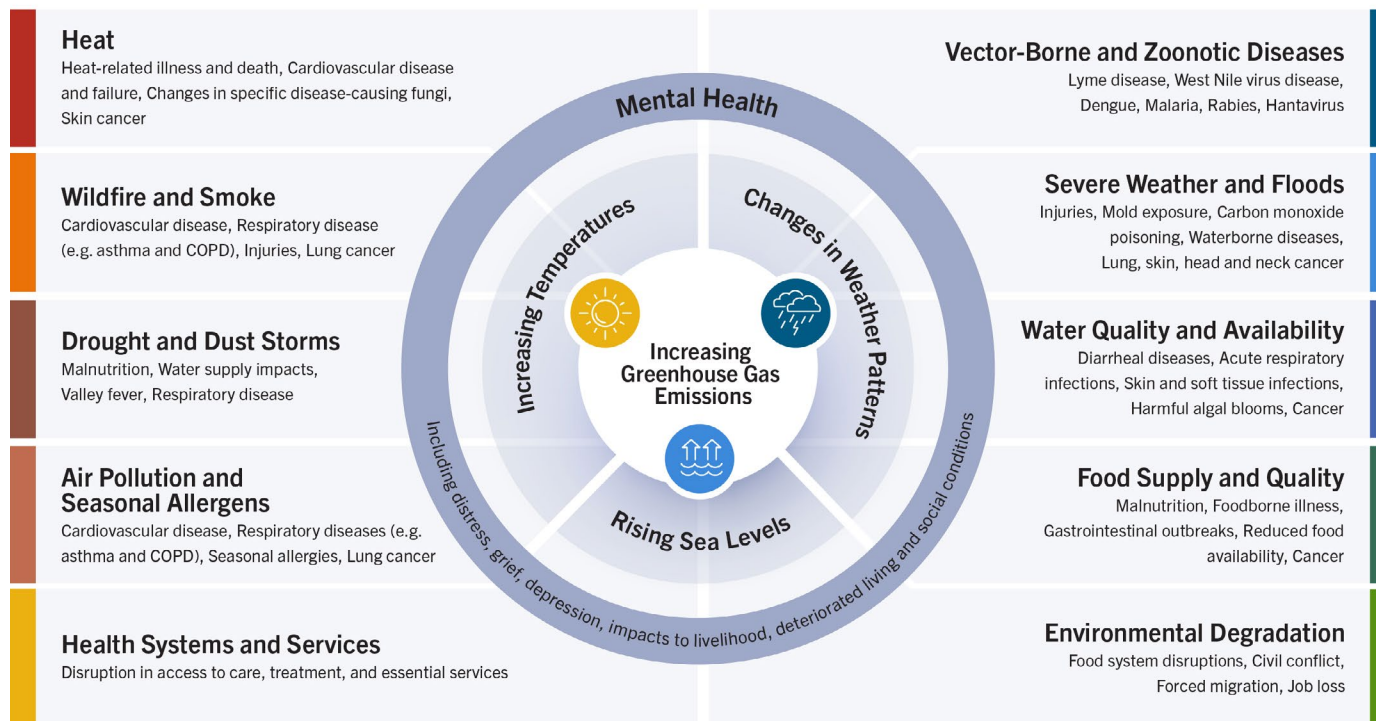 Heat
Heat-related illness and death, Cardiovascular disease
and failure, Changes in specific disease-causing fungi,
Skin cancer
Wildfire and Smoke
Cardiovascular disease, Respiratory disease
(e.g. asthma and COPD), Injuries, Lung cancer
Drought and Dust Storms
Malnutrition, Water supply impacts,
Valley fever, Respiratory disease
Air Pollution and
Seasonal Allergens
Cardiovascular disease, Respiratory diseases (e.g.
asthma and COPD), Seasonal allergies, Lung cancer
Health Systems and Services
Disruption in access to care, treatment, and essential services
Mental Health
Increasing Temperatures
Changes in Weather Patterns
Increasing
Greenhouse Gas
Emissions
Rising Sea Levels
Including distress, grief, depression, impacts to livelihood, deteriorated living and social conditions
Vector-Borne and Zoonotic Diseases
Lyme disease, West Nile virus disease,
Dengue, Malaria, Rabies, Hantavirus
Severe Weather and Floods
Injuries, Mold exposure, Carbon monoxide
poisoning, Waterborne diseases,
Lung, skin, head and neck cancer
Water Quality and Availability
Diarrheal diseases, Acute respiratory
infections, Skin and soft tissue infections,
Harmful algal blooms, Cancer
Food Supply and Quality
Malnutrition, Foodborne illness,
Gastrointestinal outbreaks, Reduced food
availability, Cancer
Environmental Degradation
Food system disruptions, Civil conflict,
Forced migration, Job loss